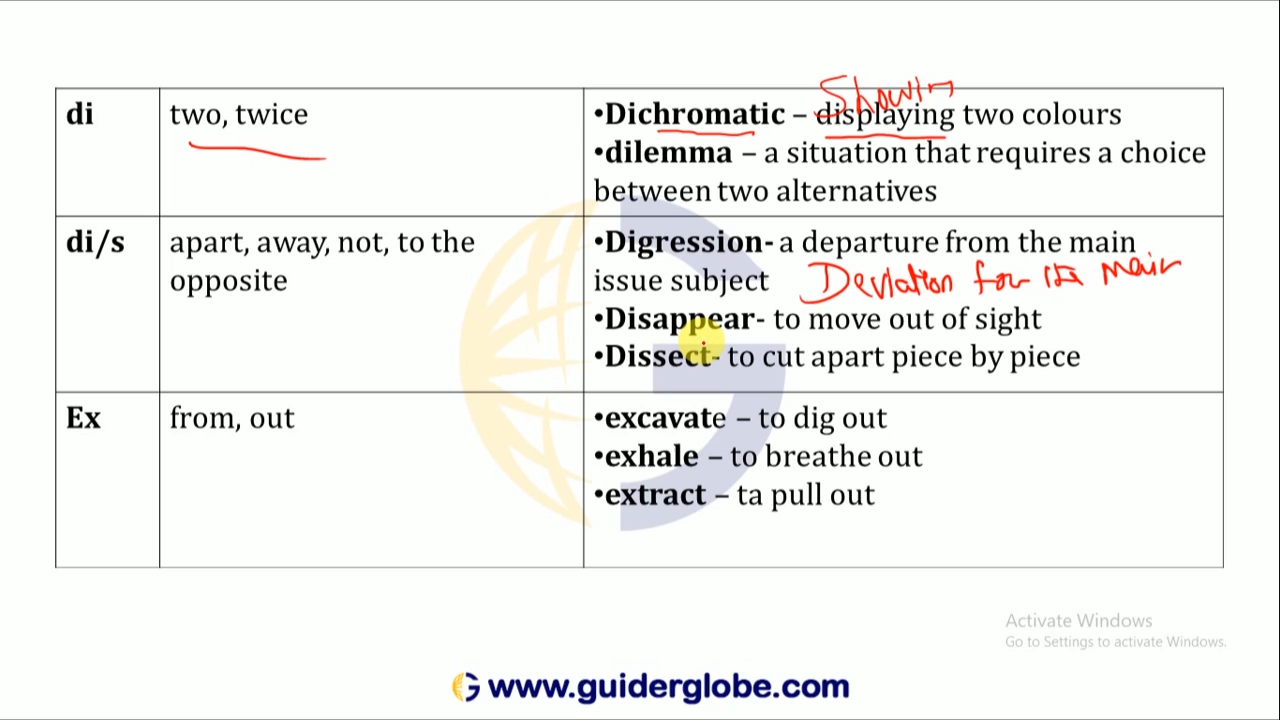 Showing
di two, twice •Dichromatic – displaying two colours
•dilemma – a situation that requires a choice
between two alternatives
di/s apart, away, not, to the •Digression- a departure from the main
opposite issue subject Deviation main
•Disappear- to move out of sight
•Dissect- to cut apart piece by piece
Ex from, out •excavate – to dig out
•exhale – to breathe out
•extract – ta pull out
Activate Windows
Go to Settings to activate Windows.
www.guiderglobe.com